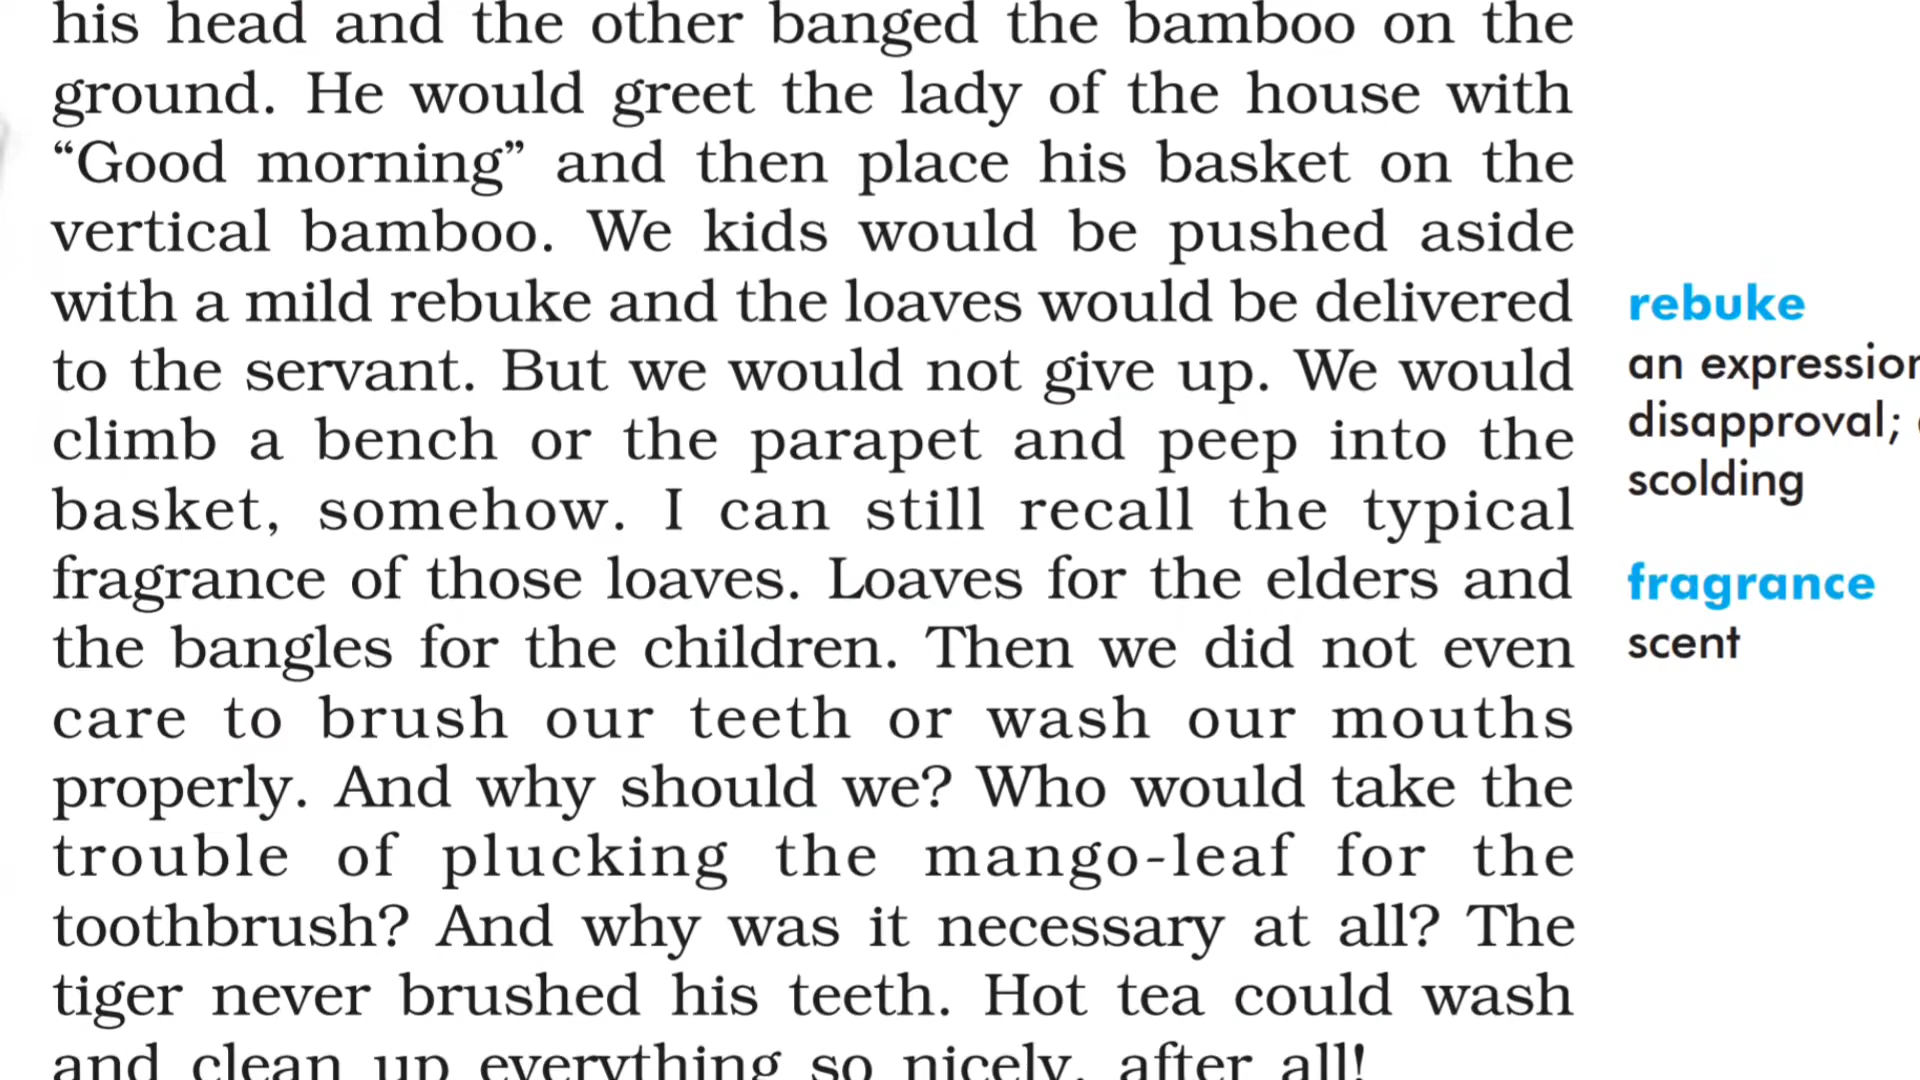 his head and the other banged the bamboo on the
ground. He would greet the lady of the house with
“Good morning” and then place his basket on the
vertical bamboo. We kids would be pushed aside
with a mild rebuke and the loaves would be delivered
to the servant. But we would not give up. We would
climb a bench or the parapet and peep into the
basket, somehow. I can still recall the typical
fragrance of those loaves. Loaves for the elders and
the bangles for the children. Then we did not even
care to brush our teeth or wash our mouths
properly. And why should we? Who would take the
trouble of plucking the mango-leaf for the
toothbrush? And why was it necessary at all? The
tiger never brushed his teeth. Hot tea could wash
and clean up everything so nicely, after all!
rebuke
an expression
disapproval;
scolding
fragrance
scent